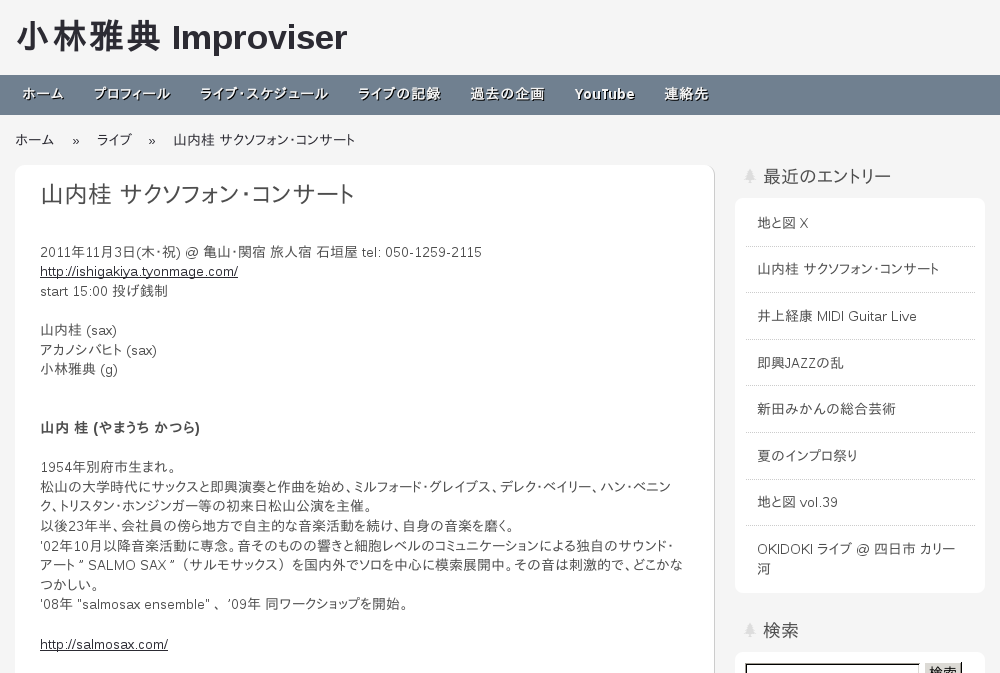 小林雅典 Improviser
ホーム プロフィール ライブ・スケジュール ライブの記録 過去の企画 YouTube 連絡先
ホーム » ライブ » 山内桂 サクソフォン・コンサート
山内桂 サクソフォン・コンサート
2011年11月3日(木・祝) @ 亀山・関宿 旅人宿 石垣屋 tel: 050-1259-2115
http://ishigakiya.tyonmage.com/
start 15:00 投げ銭制
山内桂 (sax)
アカノシバヒト (sax)
小林雅典 (g)
山内 桂 (やまうち かつら)
1954年別府市生まれ。
松山の大学時代にサックスと即興演奏と作曲を始め、ミルフォード・グレイブス、デレク・ベイリー、ハン・ベニン
ク、トリスタン・ホンジンガー等の初来日松山公演を主催。
以後23年半、会社員の傍ら地方で自主的な音楽活動を続け、自身の音楽を磨く。
'02年10月以降音楽活動に専念。音そのものの響きと細胞レベルのコミュニケーションによる独自のサウンド・
アート ” SALMO SAX ”（サルモサックス）を国内外でソロを中心に模索展開中。その音は刺激的で、どこかな
つかしい。
'08年 "salmosax ensemble" 、 ’09年 同ワークショップを開始。
http://salmosax.com/
最近のエントリー
地と図 X
山内桂 サクソフォン・コンサート
井上経康 MIDI Guitar Live
即興JAZZの乱
新田みかんの総合芸術
夏のインプロ祭り
地と図 vol.39
OKIDOKI ライブ @ 四日市 カリー
河
検索
検索